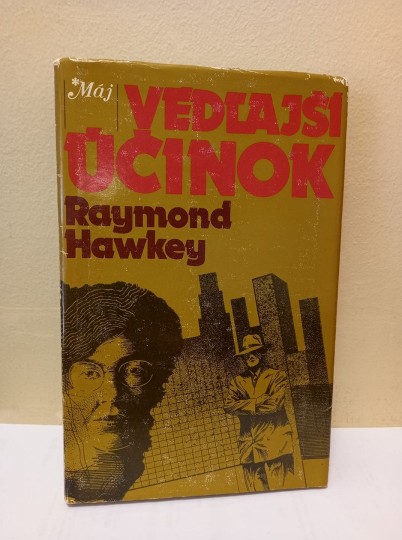 *Máj
VEDĽAJŠÍ
ÚČINOK
Raymond
Hawkey